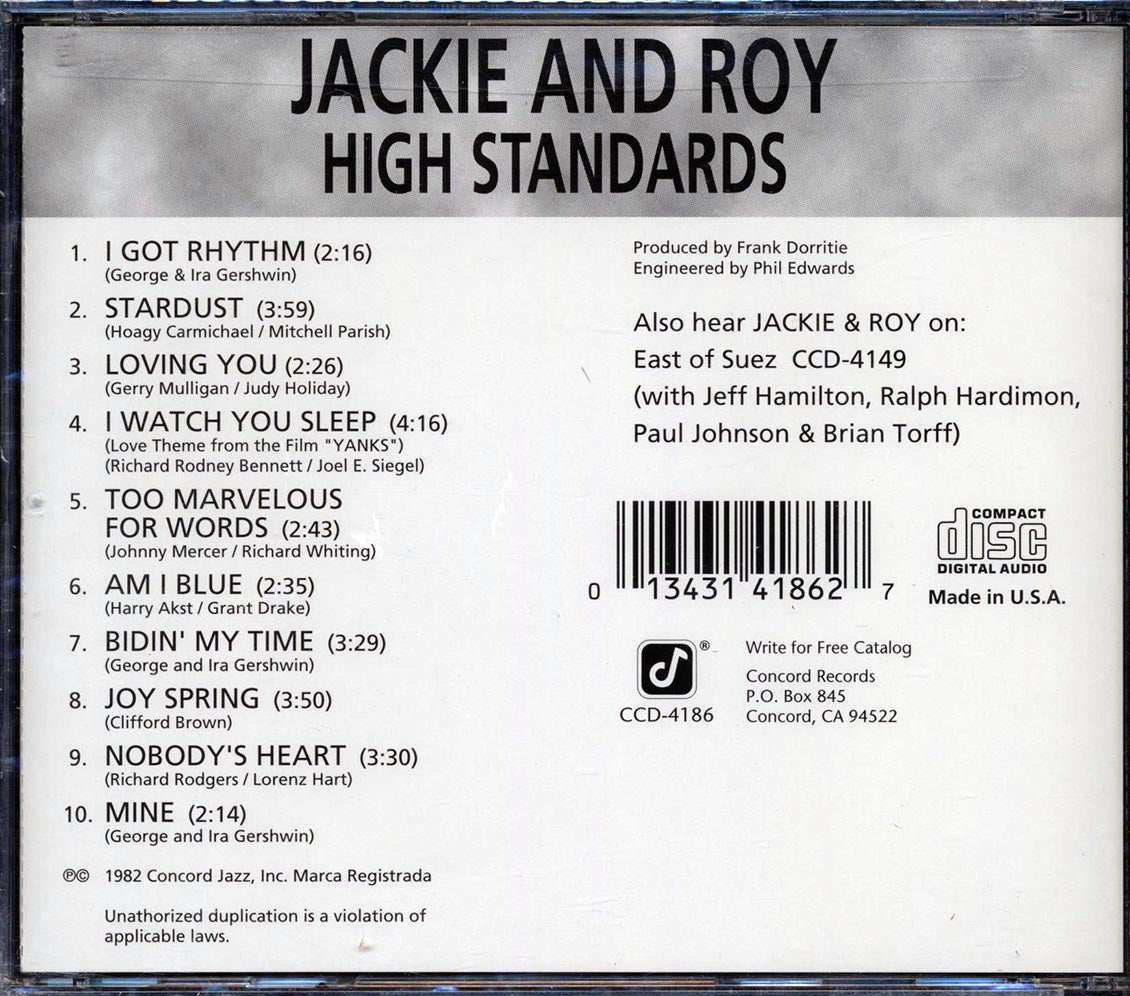 JACKIE AND ROY
HIGH STANDARDS
1. I GOT RHYTHM (2:16)
(George & Ira Gershwin)
2. STARDUST (3:59)
(Hoagy Carmichael / Mitchell Parish)
3. LOVING YOU (2:26)
(Gerry Mulligan / Judy Holiday)
4. I WATCH YOU SLEEP (4:16)
(Love Theme from the Film "YANKS")
(Richard Rodney Bennett / Joel E. Siegel)
5. TOO MARVELOUS
FOR WORDS (2:43)
(Johnny Mercer / Richard Whiting)
6. AM I BLUE (2:35)
(Harry Akst / Grant Drake)
7. BIDIN' MY TIME (3:29)
(George and Ira Gershwin)
8. JOY SPRING (3:50)
(Clifford Brown)
9. NOBODY'S HEART (3:30)
(Richard Rodgers / Lorenz Hart)
10. MINE (2:14)
(George and Ira Gershwin)
℗© 1982 Concord Jazz, Inc. Marca Registrada
Unathorized duplication is a violation of
applicable laws.
Produced by Frank Dorritie
Engineered by Phil Edwards
Also hear JACKIE & ROY on:
East of Suez CCD-4149
(with Jeff Hamilton, Ralph Hardimon,
Paul Johnson & Brian Torff)
0 13431 41862 7
COMPACT
disc
DIGITAL AUDIO
Made in U.S.A.
®
CCD-4186
Write for Free Catalog
Concord Records
P.O. Box 845
Concord, CA 94522